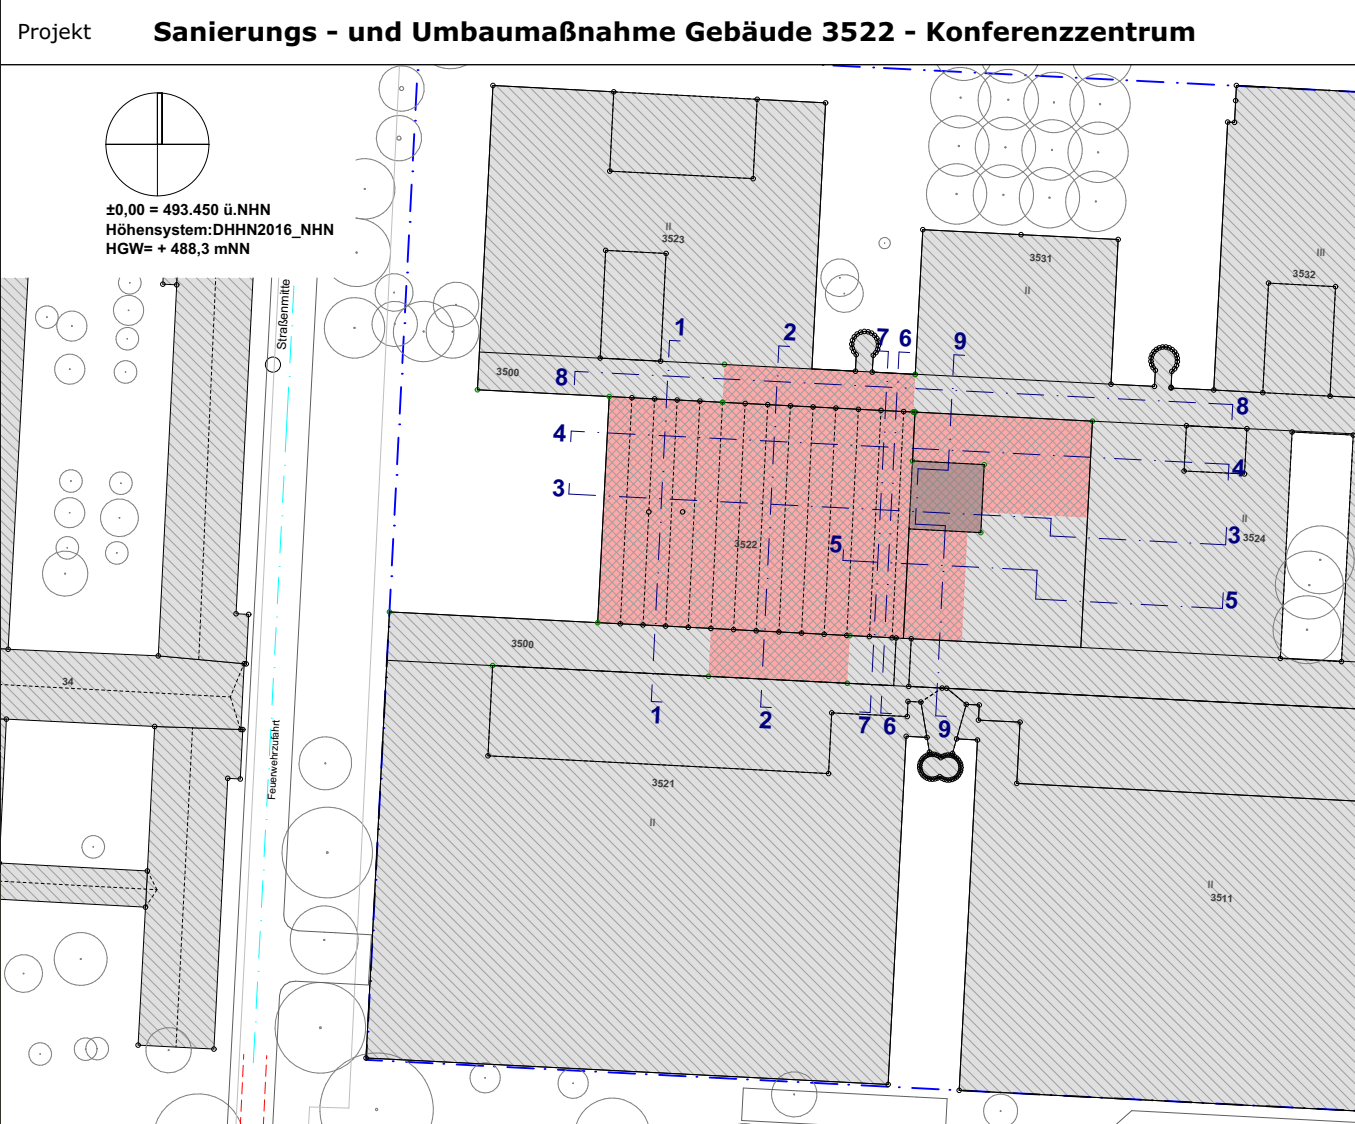 Projekt Sanierungs - und Umbaumaßnahme Gebäude 3522 - Konferenzzentrum
±0,00 = 493.450 ü.NHN
Höhensystem:DHHN2016_NHN
HGW= + 488,3 mNN
Straßenmitte
II
3523
3531
II
III
3532
1
2
7
6
9
3500
8
8
4
4
3
3
3522
5
5
II
3524
3500
34
1
2
7
6
9
Feuerwehrzufahrt
3521
II
II
3511